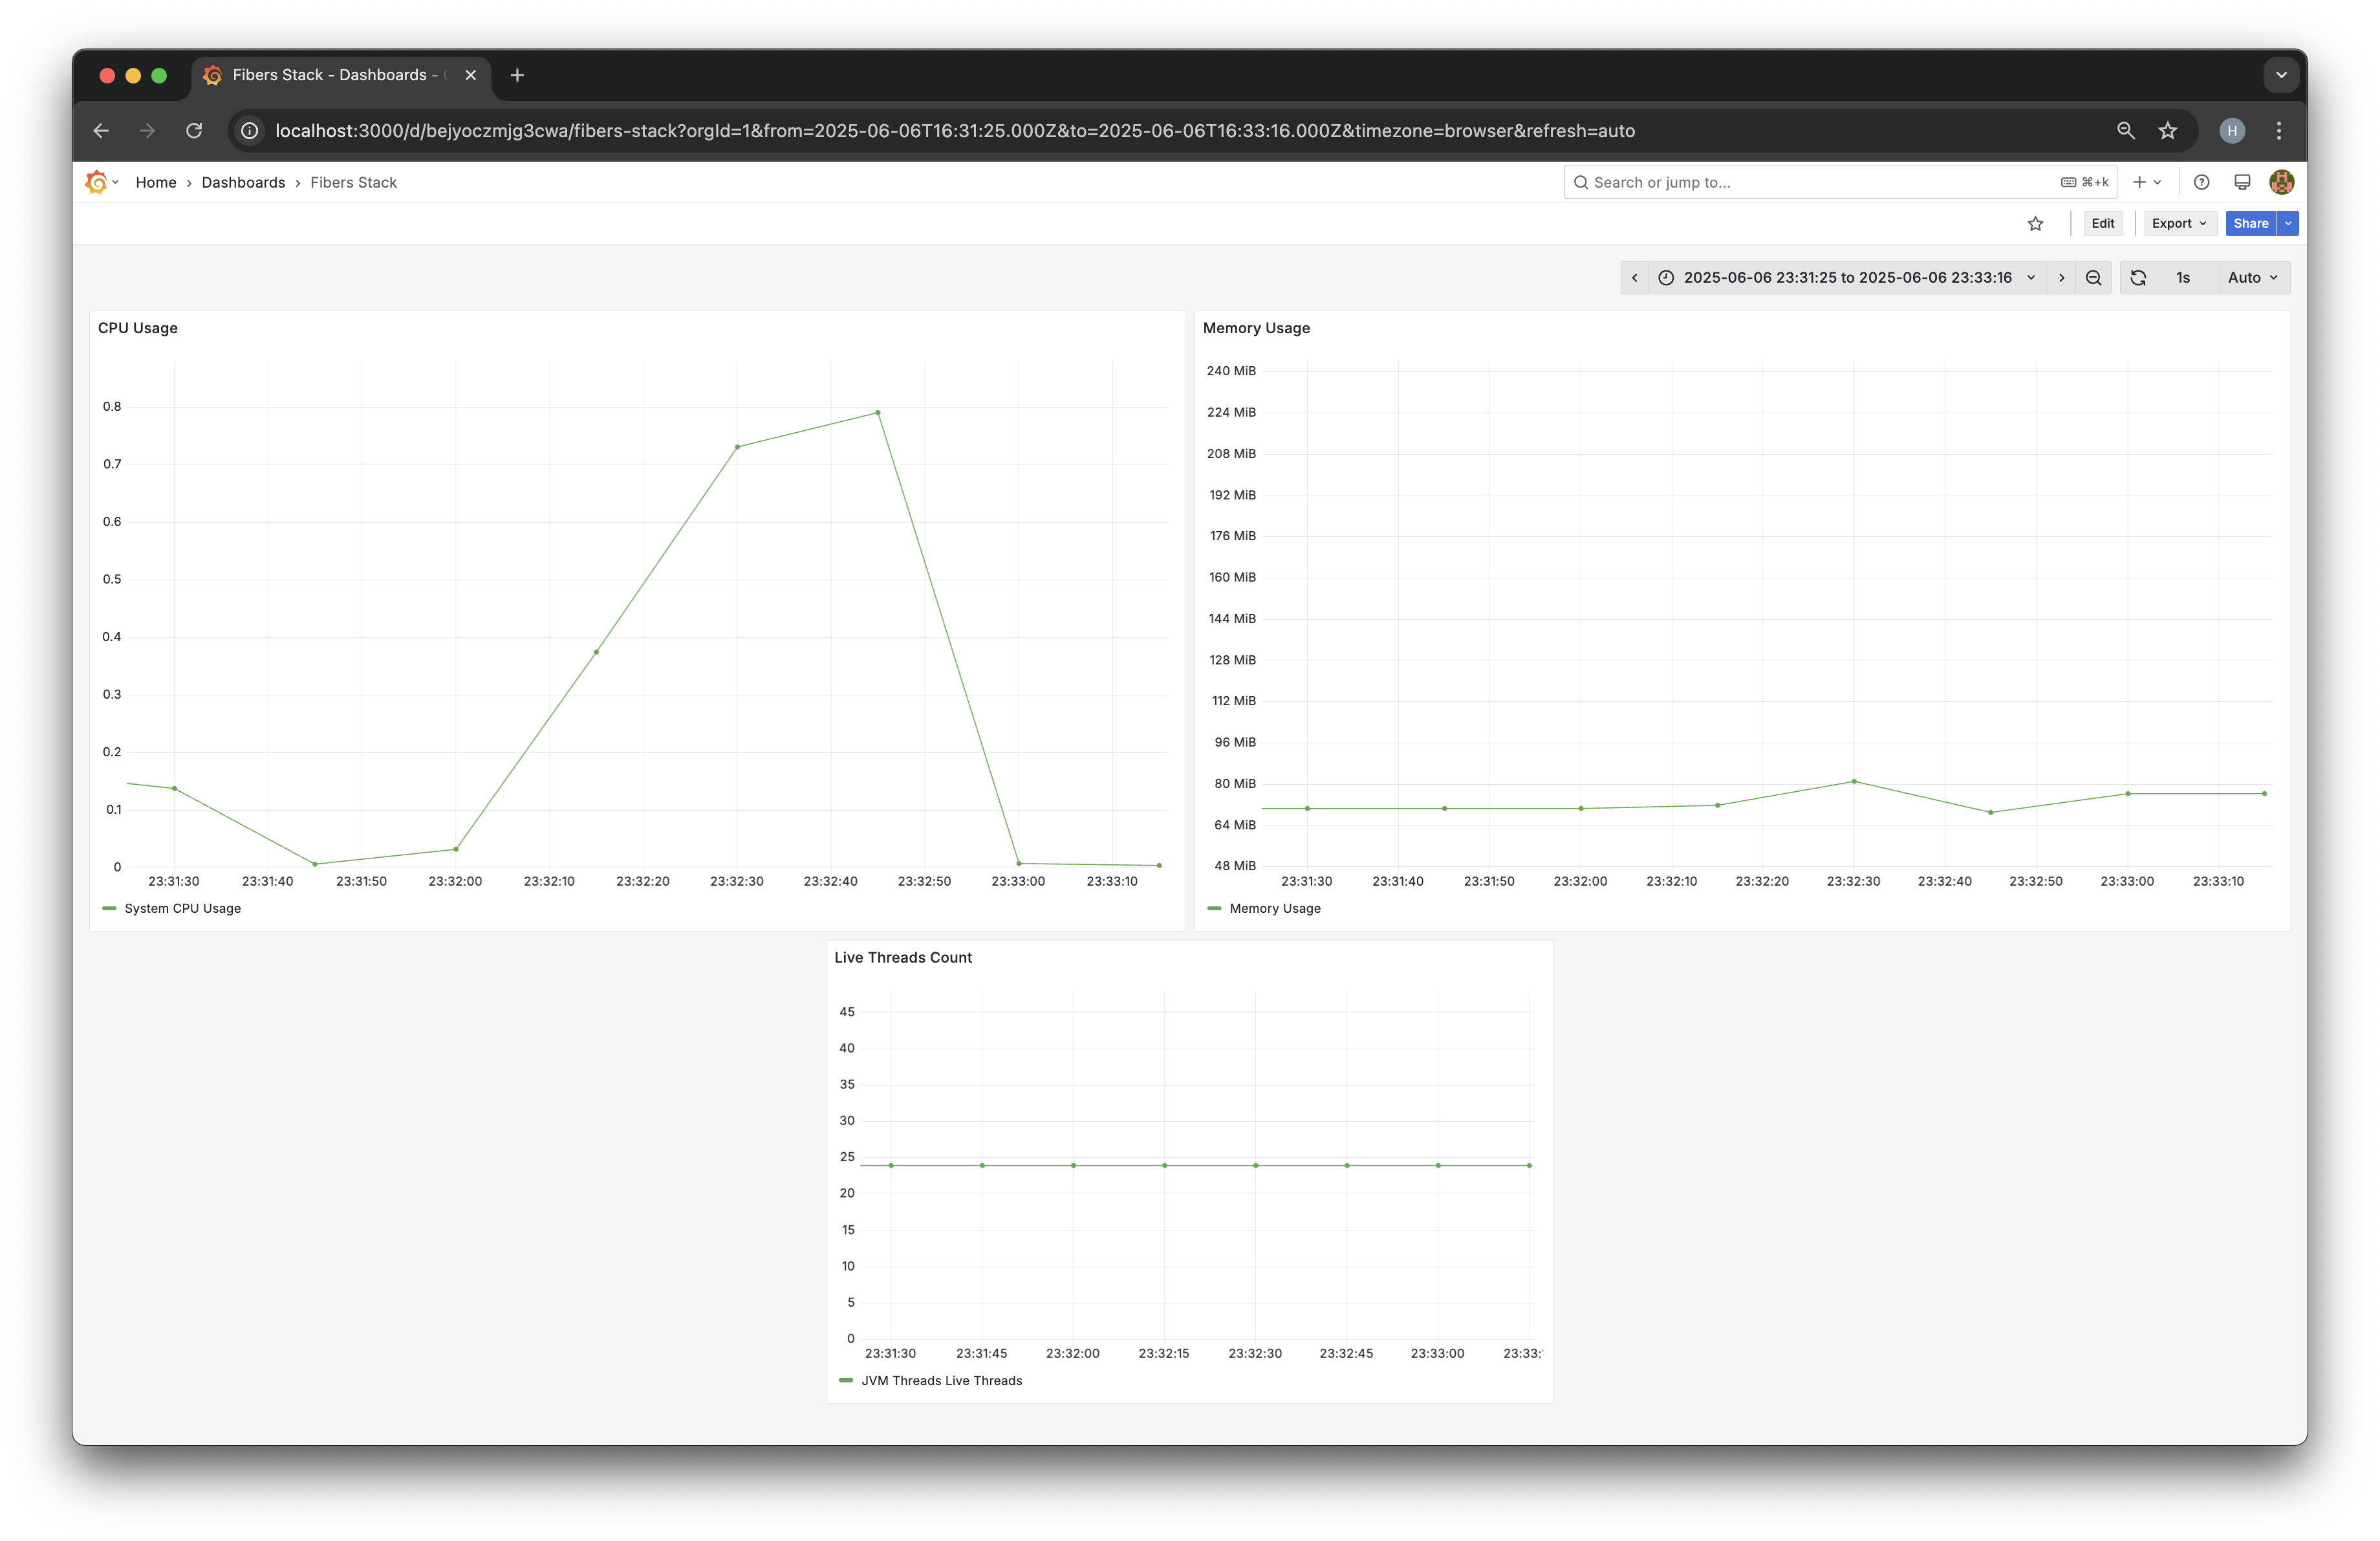 Fibers Stack - Dashboards -
localhost:3000/d/bejyoczmjg3cwa/fibers-stack?orgId=1&from=2025-06-06T16:31:25.000Z&to=2025-06-06T16:33:16.000Z&timezone=browser&refresh=auto
H
Home › Dashboards › Fibers Stack
Search or jump to...
⌘+k
Edit
Export
Share
2025-06-06 23:31:25 to 2025-06-06 23:33:16
1s
Auto
CPU Usage
0.8
0.7
0.6
0.5
0.4
0.3
0.2
0.1
0
23:31:30 23:31:40 23:31:50 23:32:00 23:32:10 23:32:20 23:32:30 23:32:40 23:32:50 23:33:00 23:33:10
System CPU Usage
Memory Usage
240 MiB
224 MiB
208 MiB
192 MiB
176 MiB
160 MiB
144 MiB
128 MiB
112 MiB
96 MiB
80 MiB
64 MiB
48 MiB
23:31:30 23:31:40 23:31:50 23:32:00 23:32:10 23:32:20 23:32:30 23:32:40 23:32:50 23:33:00 23:33:10
Memory Usage
Live Threads Count
45
40
35
30
25
20
15
10
5
0
23:31:30 23:31:45 23:32:00 23:32:15 23:32:30 23:32:45 23:33:00 23:33:
JVM Threads Live Threads